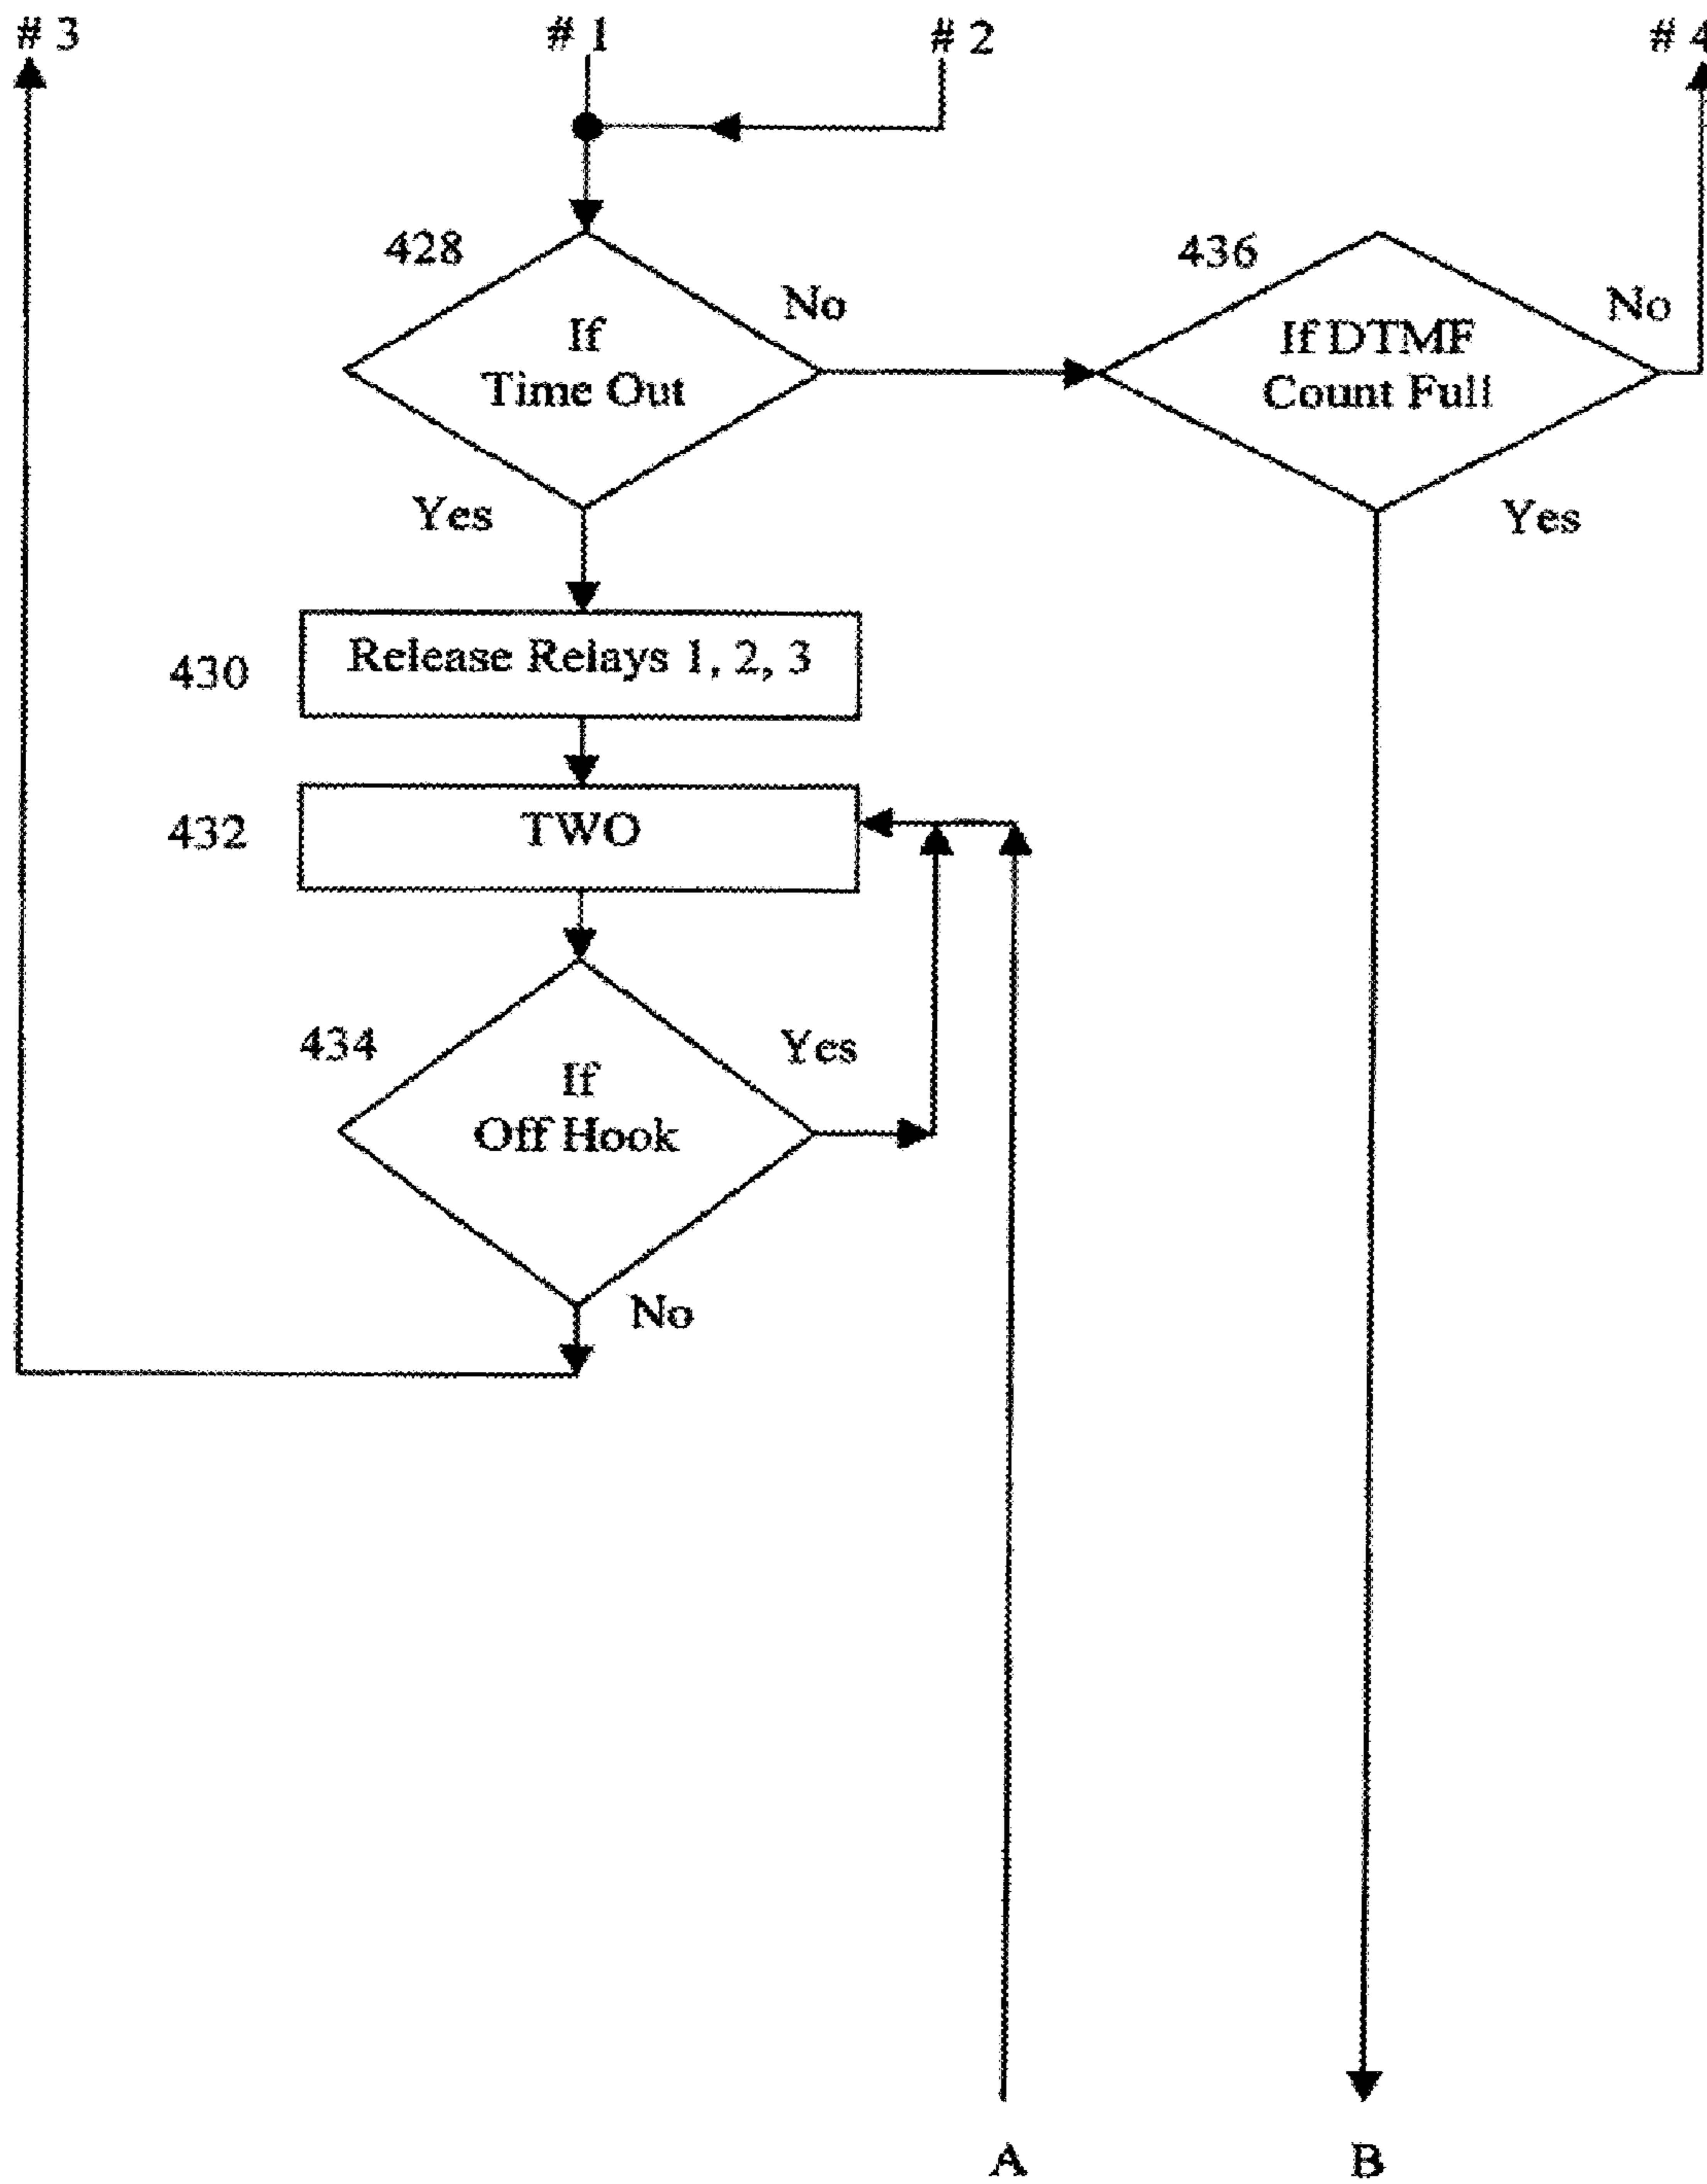 # 3
# 1
# 2
# 4
428
If
Time Out
No
436
If DTMF
Count Full
No
Yes
Yes
430
Release Relays 1, 2, 3
432
TWO
434
If
Off Hook
Yes
No
A
B